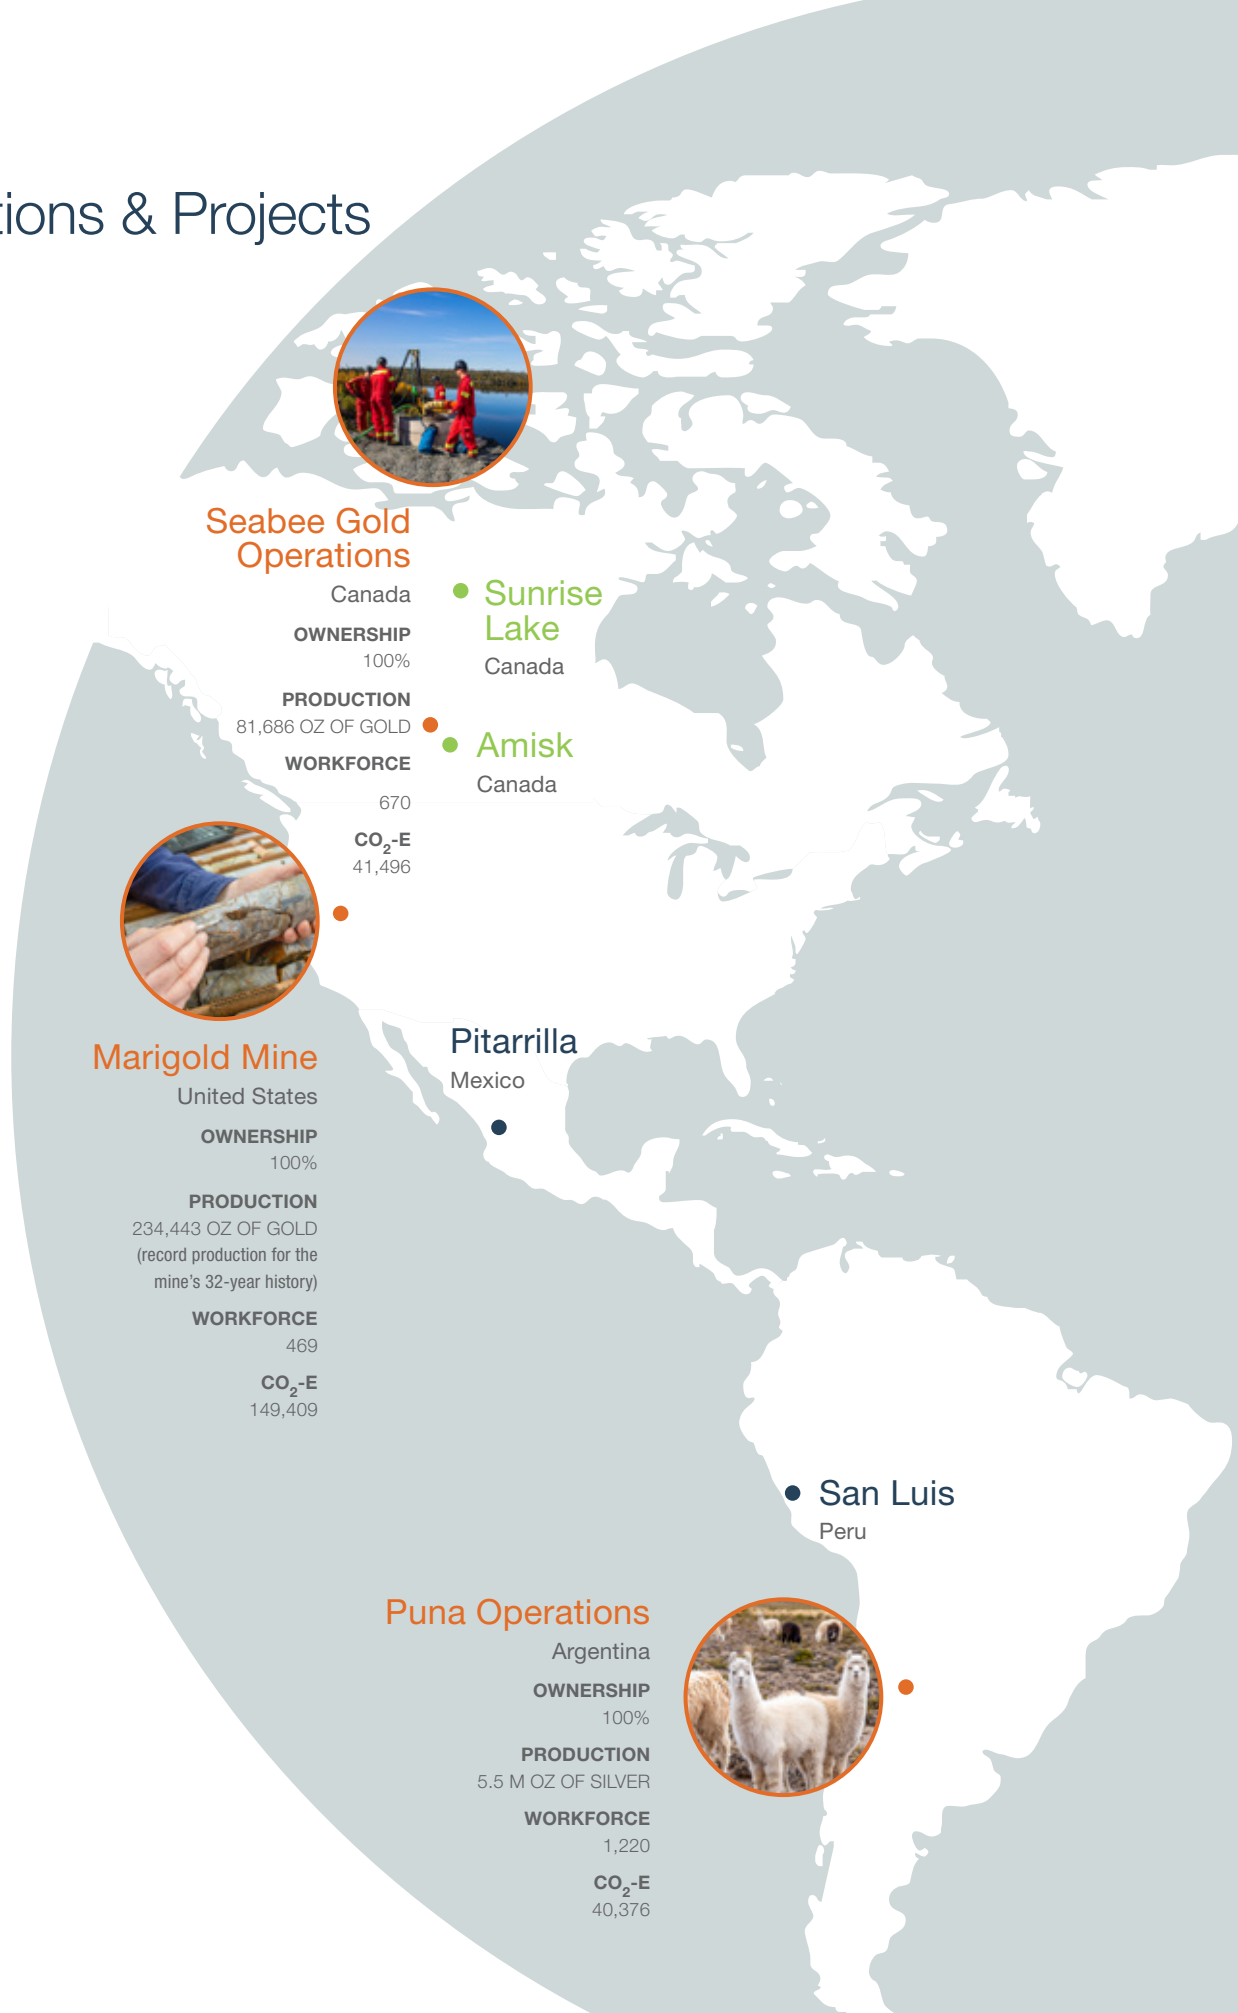 tions & Projects
Seabee Gold
Operations
Canada
OWNERSHIP
100%
PRODUCTION
81,686 OZ OF GOLD
WORKFORCE
670
CO2-E
41,496
Sunrise
Lake
Canada
Amisk
Canada
Marigold Mine
United States
OWNERSHIP
100%
PRODUCTION
234,443 OZ OF GOLD
(record production for the
mine's 32-year history)
WORKFORCE
469
CO2-E
149,409
Pitarrilla
Mexico
San Luis
Peru
Puna Operations
Argentina
OWNERSHIP
100%
PRODUCTION
5.5 M OZ OF SILVER
WORKFORCE
1,220
CO2-E
40,376